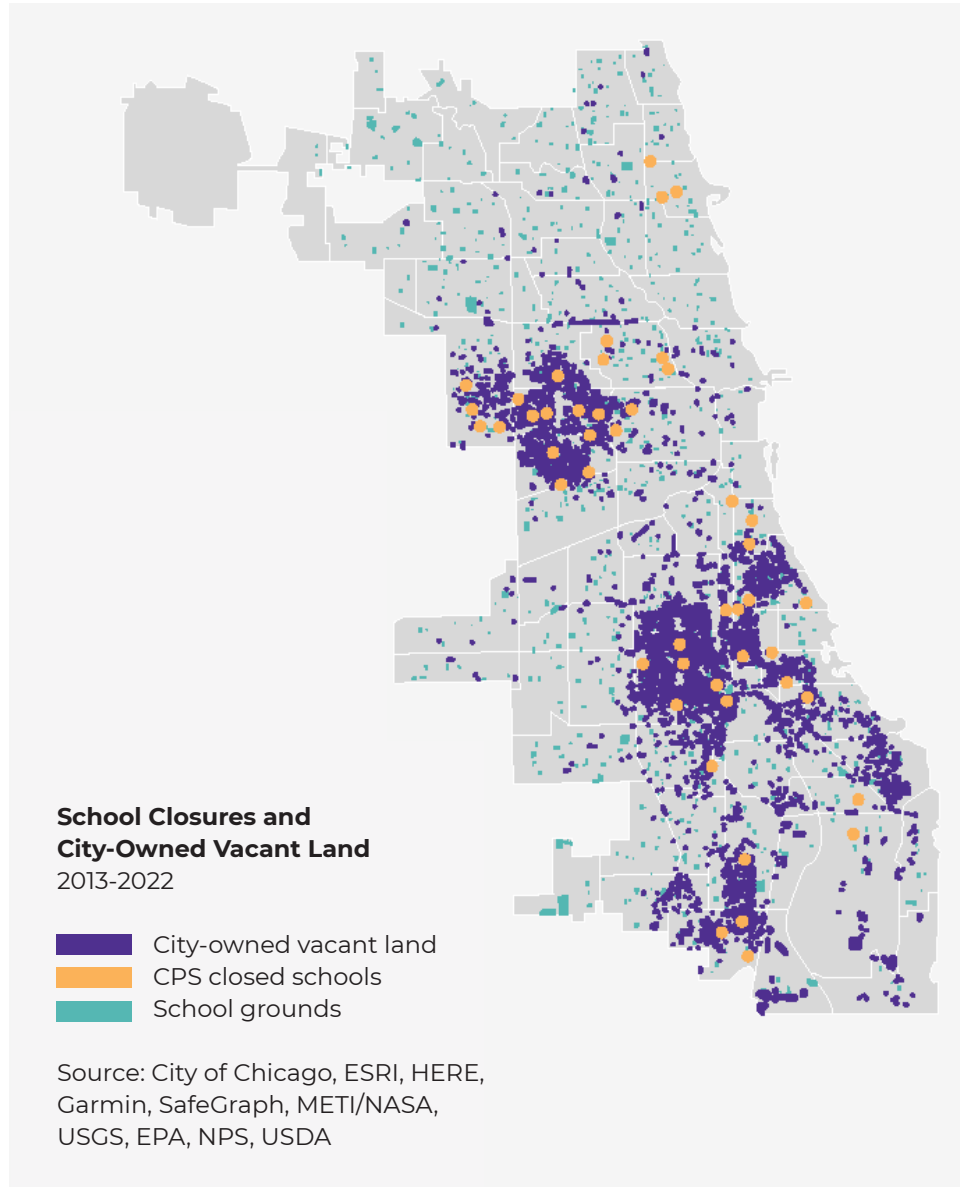 School Closures and
City-Owned Vacant Land
2013-2022
City-owned vacant land
CPS closed schools
School grounds
Source: City of Chicago, ESRI, HERE,
Garmin, SafeGraph, METI/NASA,
USGS, EPA, NPS, USDA